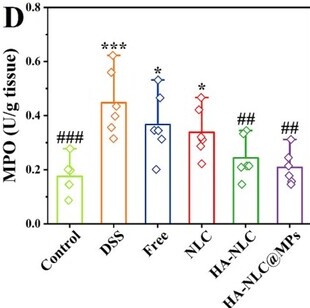 D
MPO (U/g tissue)
0.8
0.6
0.4
0.2
0.0
###
***
*
*
##
##
Control
DSS
Free
NLC
HA-NLC
HA-NLC@MPs